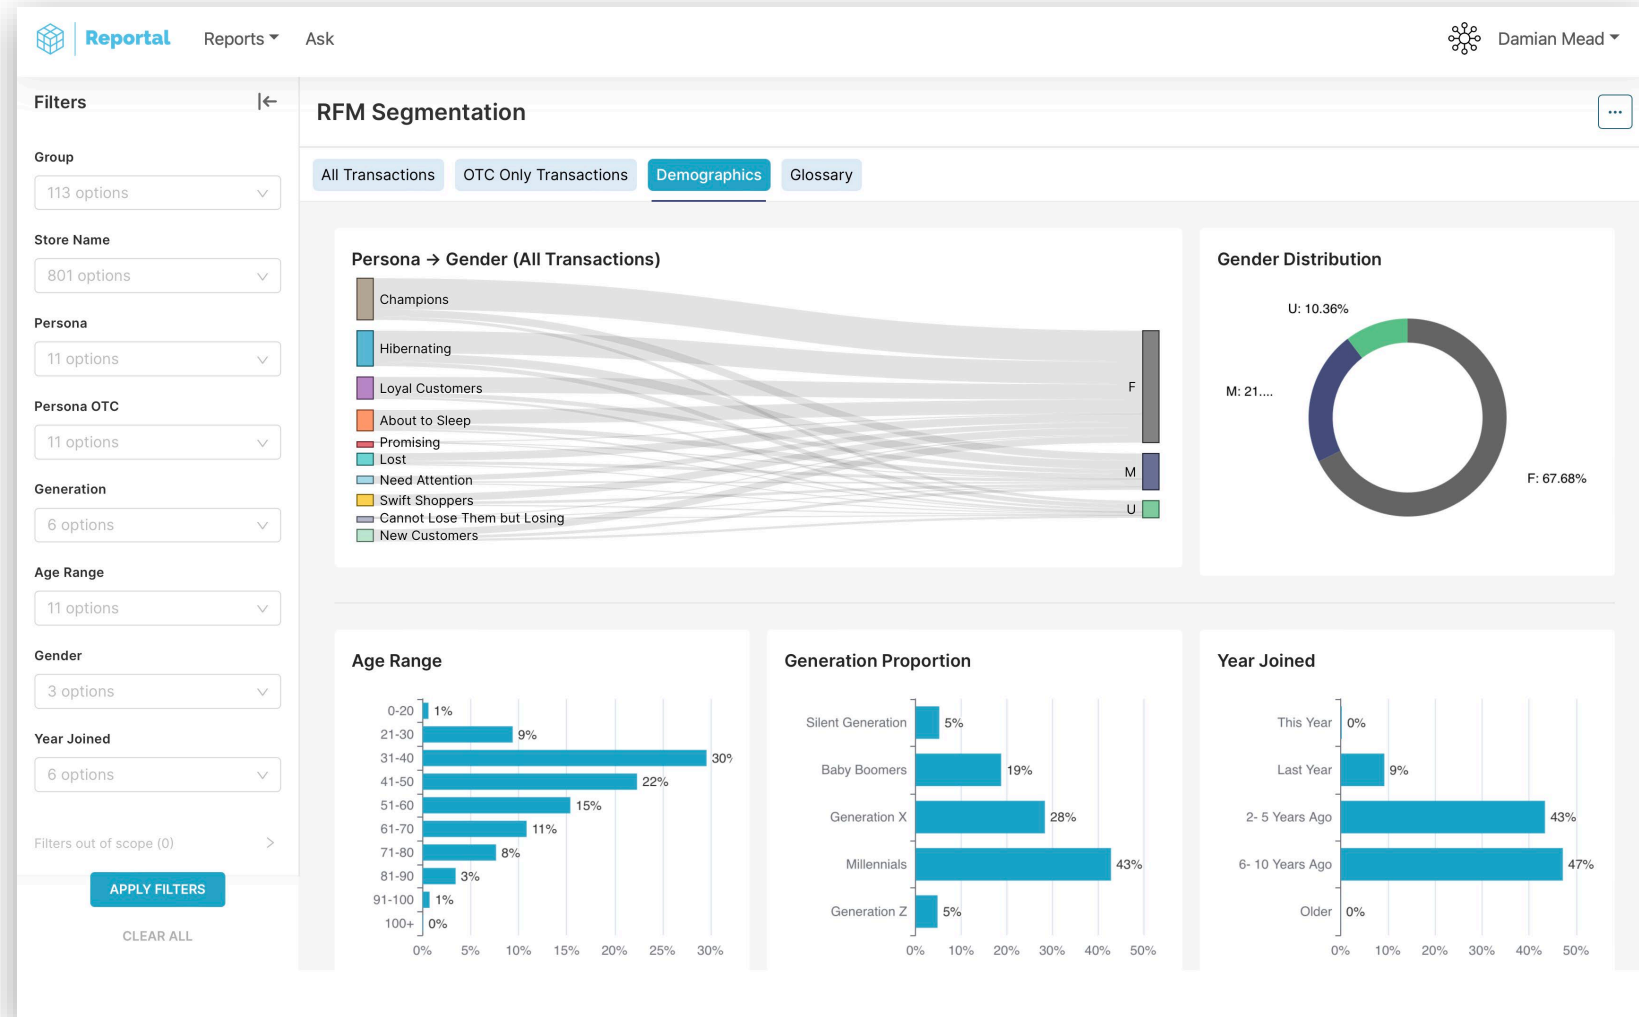 Reportal
Reports
Ask
Damian Mead
Filters
Group
113 options
Store Name
801 options
Persona
11 options
Persona OTC
11 options
Generation
6 options
Age Range
11 options
Gender
3 options
Year Joined
6 options
Filters out of scope (0)
APPLY FILTERS
CLEAR ALL
RFM Segmentation
...
All Transactions
OTC Only Transactions
Demographics
Glossary
Persona → Gender (All Transactions)
Champions
Hibernating
Loyal Customers
About to Sleep
Promising
Lost
Need Attention
Swift Shoppers
Cannot Lose Them but Losing
New Customers
F
M
U
Gender Distribution
U: 10.36%
M: 21....
F: 67.68%
Age Range
0-20 1%
21-30 9%
31-40 30%
41-50 22%
51-60 15%
61-70 11%
71-80 8%
81-90 3%
91-100 1%
100+ 0%
0% 5% 10% 15% 20% 25% 30%
Generation Proportion
Silent Generation 5%
Baby Boomers 19%
Generation X 28%
Millennials 43%
Generation Z 5%
0% 10% 20% 30% 40% 50%
Year Joined
This Year 0%
Last Year 9%
2- 5 Years Ago 43%
6- 10 Years Ago 47%
Older 0%
0% 10% 20% 30% 40% 50%